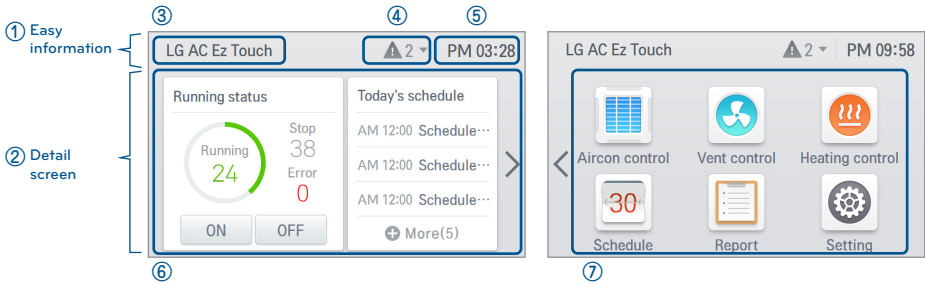 ③
④
⑤
① Easy
information
LG AC Ez Touch
2
PM 03:28
LG AC Ez Touch
2
PM 09:58
② Detail
screen
Running status
Running
24
Stop
38
Error
0
ON
OFF
Today's schedule
AM 12:00 Schedule···
AM 12:00 Schedule···
AM 12:00 Schedule···
More(5)
Aircon control
Vent control
Heating control
30
Schedule
Report
Setting
⑥
⑦